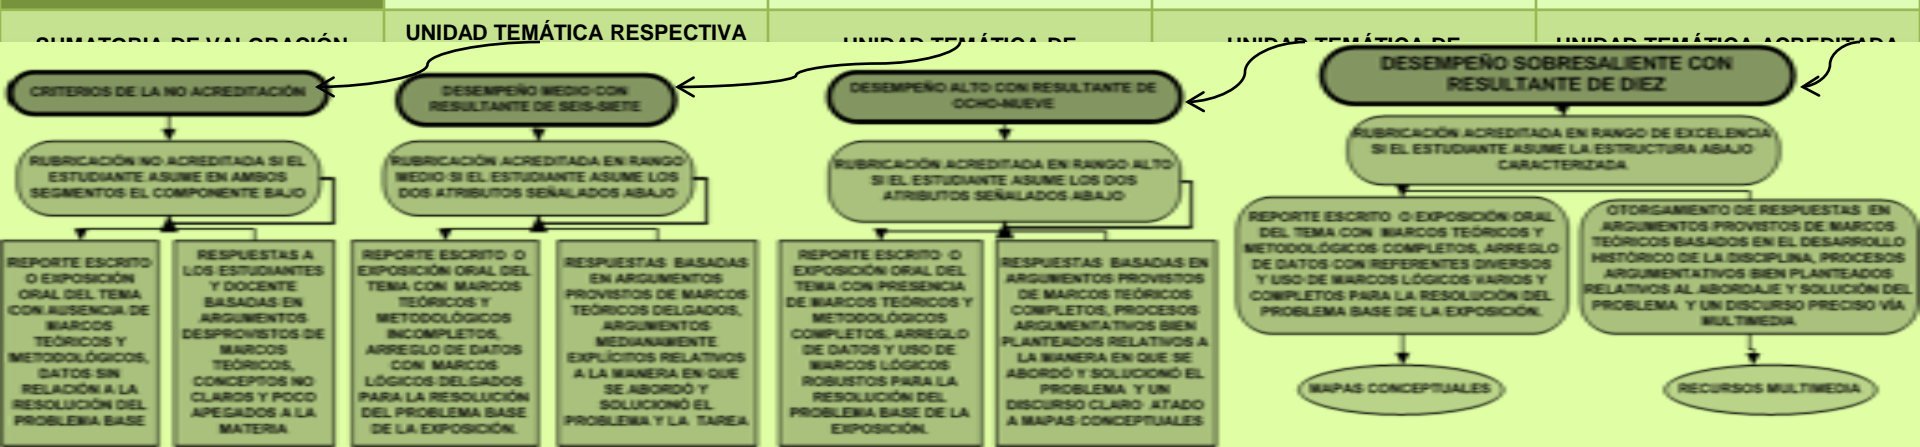 SUMATORIA DE VALORACIÓN
UNIDAD TEMÁTICA RESPECTIVA
UNIDAD TEMÁTICA DE
UNIDAD TEMÁTICA DE
UNIDAD TEMÁTICA ACREDITADA
CRITERIOS DE LA NO ACREDITACIÓN
DESEMPEÑO MEDIO CON
RESULTANTE DE SEIS-SIETE
DESEMPEÑO ALTO CON RESULTANTE DE
OCHO-NUEVE
DESEMPEÑO SOBRESALIENTE CON
RESULTANTE DE DIEZ
RUBRICACIÓN NO ACREDITADA SI EL
ESTUDIANTE ASUME EN AMBOS
SEGMENTOS EL COMPONENTE BAJO
RUBRICACIÓN ACREDITADA EN RANGO
MEDIO SI EL ESTUDIANTE ASUME LOS
DOS ATRIBUTOS SEÑALADOS ABAJO
RUBRICACIÓN ACREDITADA EN RANGO ALTO
SI EL ESTUDIANTE ASUME LOS DOS
ATRIBUTOS SEÑALADOS ABAJO
RUBRICACIÓN ACREDITADA EN RANGO DE EXCELENCIA
SI EL ESTUDIANTE ASUME LA ESTRUCTURA ABAJO
CARACTERIZADA
REPORTE ESCRITO
O EXPOSICIÓN
ORAL DEL TEMA
CON AUSENCIA DE
MARCOS
TEÓRICOS Y
METODOLÓGICOS,
DATOS SIN
RELACIÓN A LA
RESOLUCIÓN DEL
PROBLEMA BASE
RESPUESTAS A
LOS ESTUDIANTES
Y DOCENTE
BASADAS EN
ARGUMENTOS
DESPROVISTOS DE
MARCOS
TEÓRICOS,
CONCEPTOS NO
CLAROS Y POCO
APEGADOS A LA
MATERIA
REPORTE ESCRITO O
EXPOSICIÓN ORAL DEL
TEMA CON MARCOS
TEÓRICOS Y
METODOLÓGICOS
INCOMPLETOS,
ARREGLO DE DATOS
CON MARCOS
LÓGICOS DELGADOS
PARA LA RESOLUCIÓN
DEL PROBLEMA BASE
DE LA EXPOSICIÓN.
RESPUESTAS BASADAS
EN ARGUMENTOS
PROVISTOS DE MARCOS
TEÓRICOS DELGADOS,
ARGUMENTOS
MEDIANAMENTE
EXPLÍCITOS RELATIVOS
A LA MANERA EN QUE
SE ABORDÓ Y
SOLUCIONÓ EL
PROBLEMA Y LA TAREA
REPORTE ESCRITO O
EXPOSICIÓN ORAL DEL
TEMA CON PRESENCIA
DE MARCOS TEÓRICOS Y
METODOLÓGICOS
COMPLETOS, ARREGLO
DE DATOS Y USO DE
MARCOS LÓGICOS
ROBUSTOS PARA LA
RESOLUCIÓN DEL
PROBLEMA BASE DE LA
EXPOSICIÓN.
RESPUESTAS BASADAS EN
ARGUMENTOS PROVISTOS
DE MARCOS TEÓRICOS
COMPLETOS, PROCESOS
ARGUMENTATIVOS BIEN
PLANTEADOS RELATIVOS A
LA MANERA EN QUE SE
ABORDÓ Y SOLUCIONÓ EL
PROBLEMA Y UN
DISCURSO CLARO ATADO
A MAPAS CONCEPTUALES
REPORTE ESCRITO O EXPOSICIÓN ORAL
DEL TEMA CON MARCOS TEÓRICOS Y
METODOLÓGICOS COMPLETOS, ARREGLO
DE DATOS CON REFERENTES DIVERSOS
Y USO DE MARCOS LÓGICOS VARIOS Y
COMPLETOS PARA LA RESOLUCIÓN DEL
PROBLEMA BASE DE LA EXPOSICIÓN.
OTORGAMIENTO DE RESPUESTAS EN
ARGUMENTOS PROVISTOS DE MARCOS
TEÓRICOS BASADOS EN EL DESARROLLO
HISTÓRICO DE LA DISCIPLINA, PROCESOS
ARGUMENTATIVOS BIEN PLANTEADOS
RELATIVOS AL ABORDAJE Y SOLUCIÓN DEL
PROBLEMA Y UN DISCURSO PRECISO VÍA
MULTIMEDIA
MAPAS CONCEPTUALES
RECURSOS MULTIMEDIA